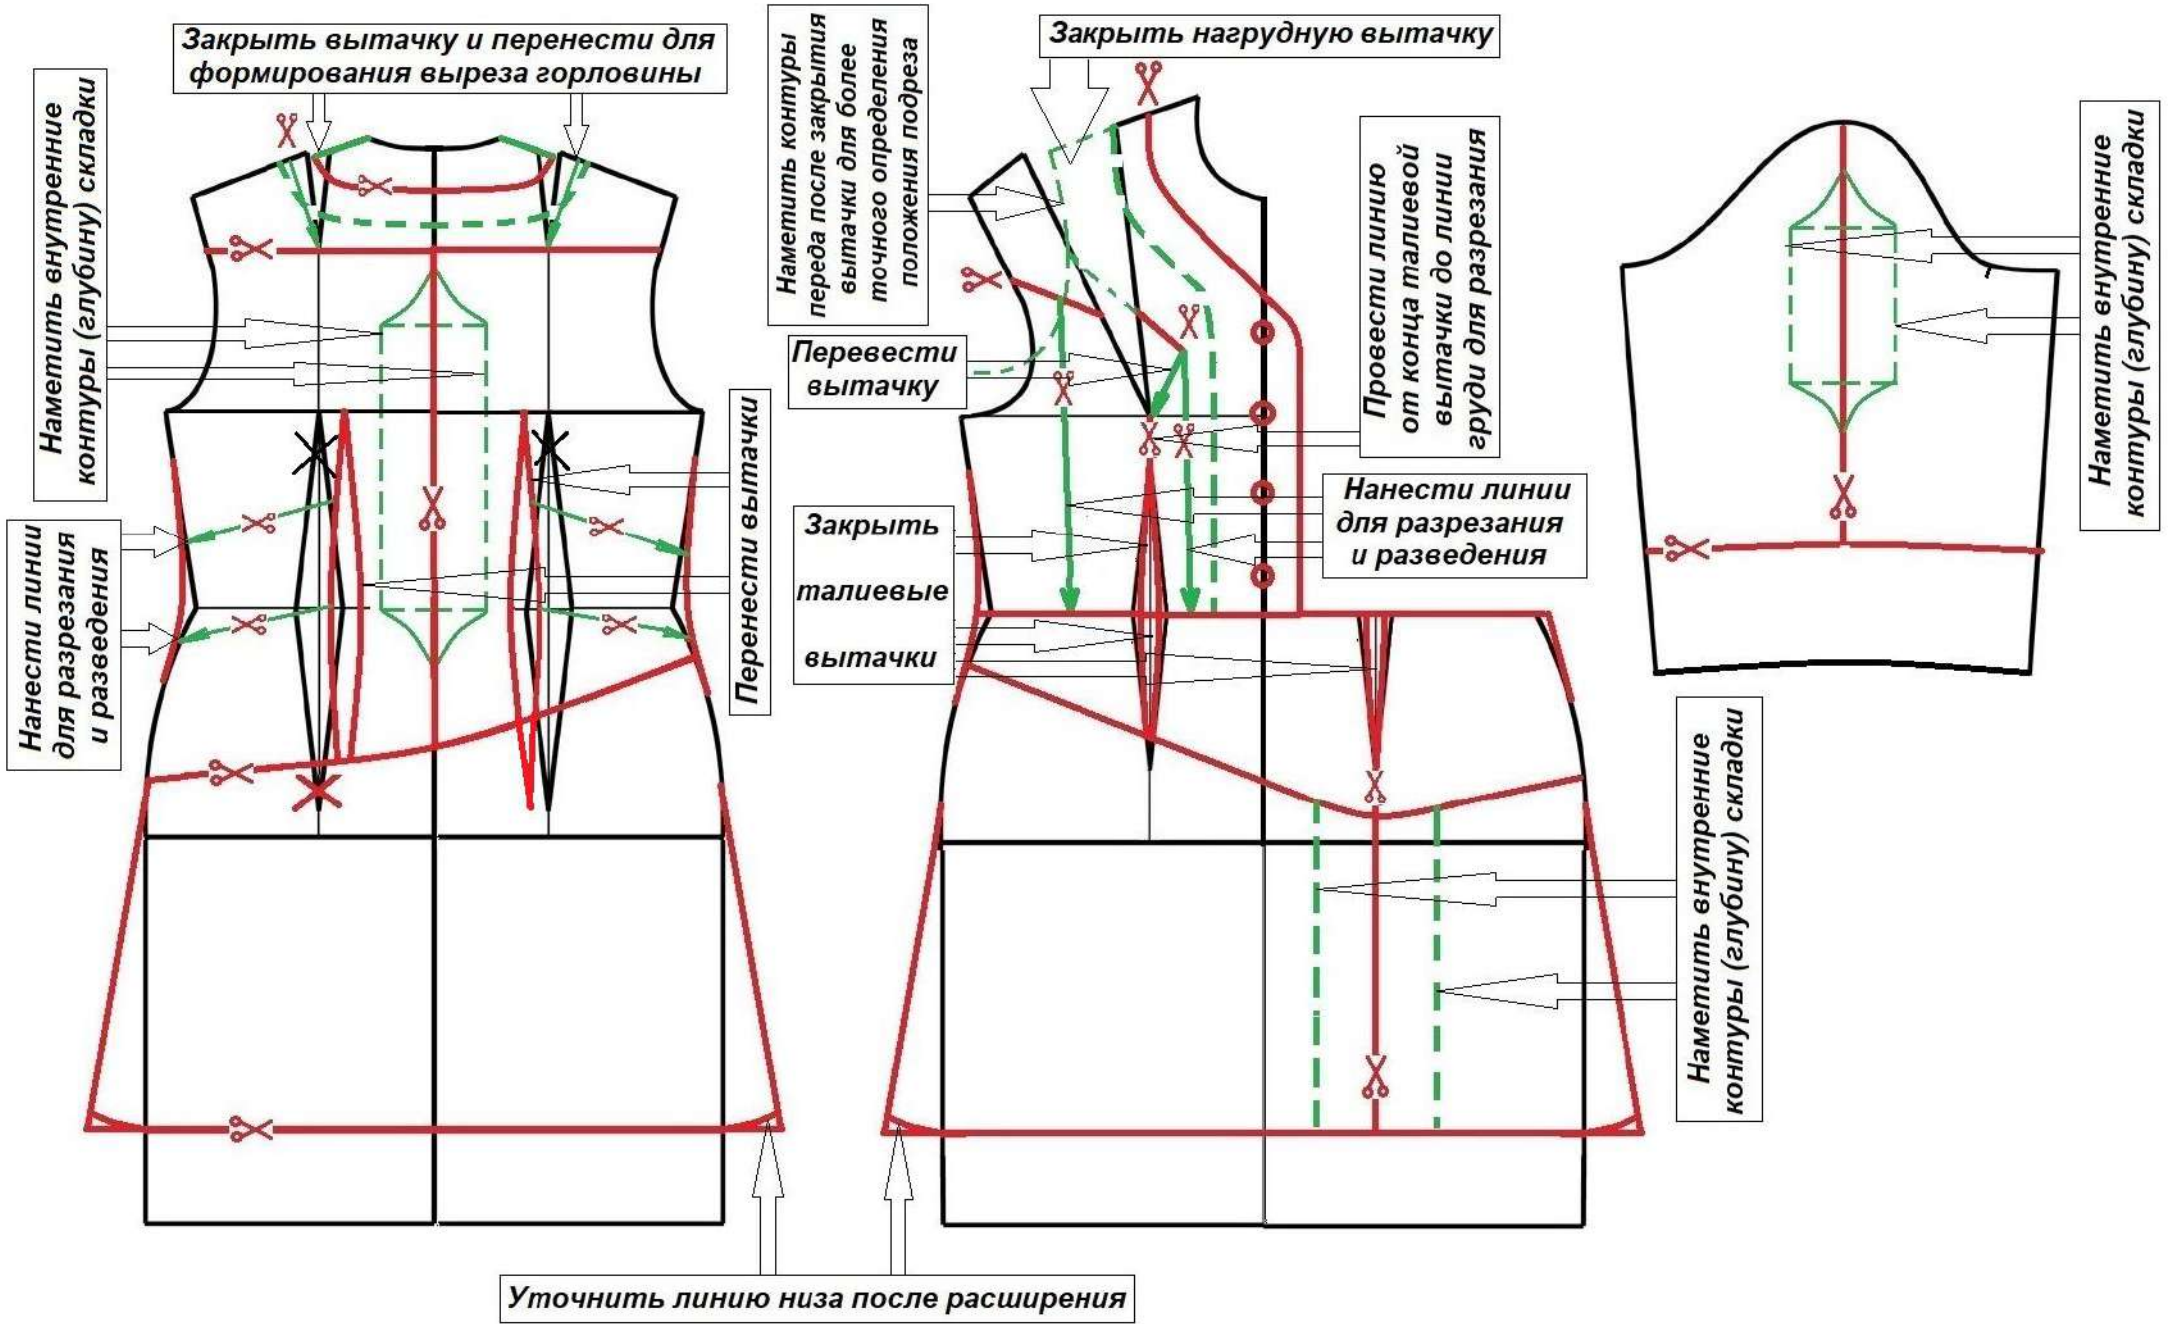 Закрыть вытачку и перенести для
формирования выреза горловины
Наметить внутренние
контуры (глубину) складки
Нанести линии
для разрезания
и разведения
Перенести вытачки
Наметить контуры
переда после закрытия
вытачки для более
точного определения
положения подреза
Закрыть нагрудную вытачку
Перевести
вытачку
Провести линию
от конца талиевой
вытачки до линии
груди для разрезания
Закрыть
талиевые
вытачки
Нанести линии
для разрезания
и разведения
Наметить внутренние
контуры (глубину) складки
Наметить внутренние
контуры (глубину) складки
Уточнить линию низа после расширения